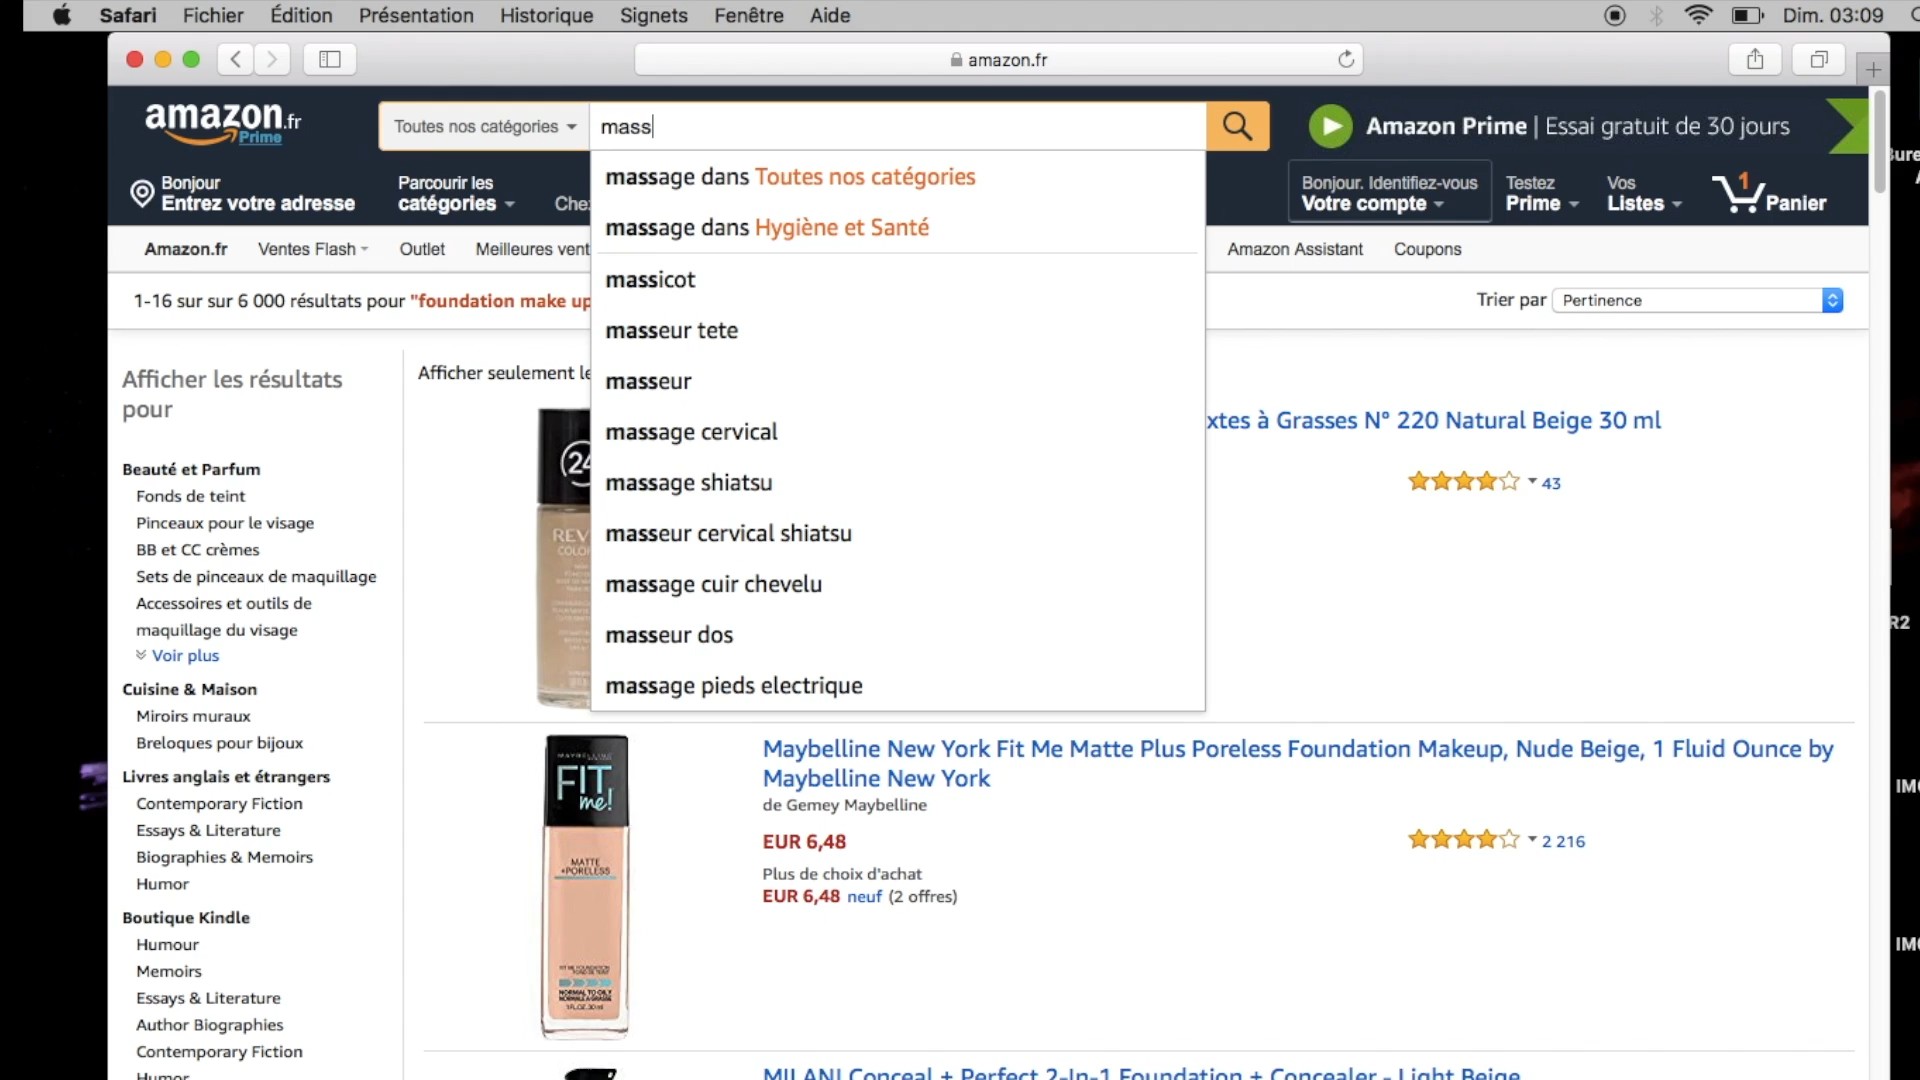 Safari Fichier Édition Présentation Historique Signets Fenêtre Aide Dim. 03:09
amazon.fr
amazon.fr Prime
Toutes nos catégories
mass
Amazon Prime | Essai gratuit de 30 jours
massage dans Toutes nos catégories
massage dans Hygiène et Santé
massicot
masseur tete
masseur
massage cervical
massage shiatsu
masseur cervical shiatsu
massage cuir chevelu
masseur dos
massage pieds electrique
Bonjour
Entrez votre adresse
Parcourir les
catégories
Bonjour. Identifiez-vous
Votre compte
Testez
Prime
Vos
Listes
1
Panier
Amazon.fr Ventes Flash Outlet Meilleures vent Amazon Assistant Coupons
1-16 sur sur 6 000 résultats pour "foundation make up
Trier par Pertinence
Afficher les résultats
pour
Beauté et Parfum
Fonds de teint
Pinceaux pour le visage
BB et CC crèmes
Sets de pinceaux de maquillage
Accessoires et outils de
maquillage du visage
Voir plus
Cuisine & Maison
Miroirs muraux
Breloques pour bijoux
Livres anglais et étrangers
Contemporary Fiction
Essays & Literature
Biographies & Memoirs
Humor
Boutique Kindle
Humour
Memoirs
Essays & Literature
Author Biographies
Contemporary Fiction
Humor
Afficher seulement le
xtes à Grasses N° 220 Natural Beige 30 ml
43
24
REV
COLO
Maybelline New York Fit Me Matte Plus Poreless Foundation Makeup, Nude Beige, 1 Fluid Ounce by
Maybelline New York
de Gemey Maybelline
EUR 6,48
2 216
Plus de choix d'achat
EUR 6,48 neuf (2 offres)
MAYBELLINE
FIT
me!
MATTE
+PORELESS
NORMAL TO OILY
MILANI Conceal + Perfect 2-In-1 Foundation + Concealer - Light Beige
R2